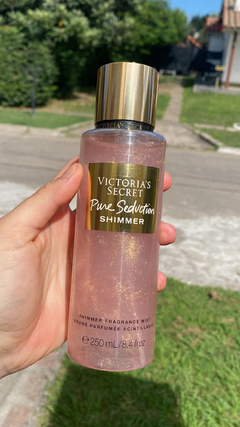 VICTORIA'S
SECRET
Pure Seduction
SHIMMER
SHIMMER FRAGRANCE MIST
BRUME PARFUMÉE SCINTILLANTE
℮250 mL/8.4 fl oz